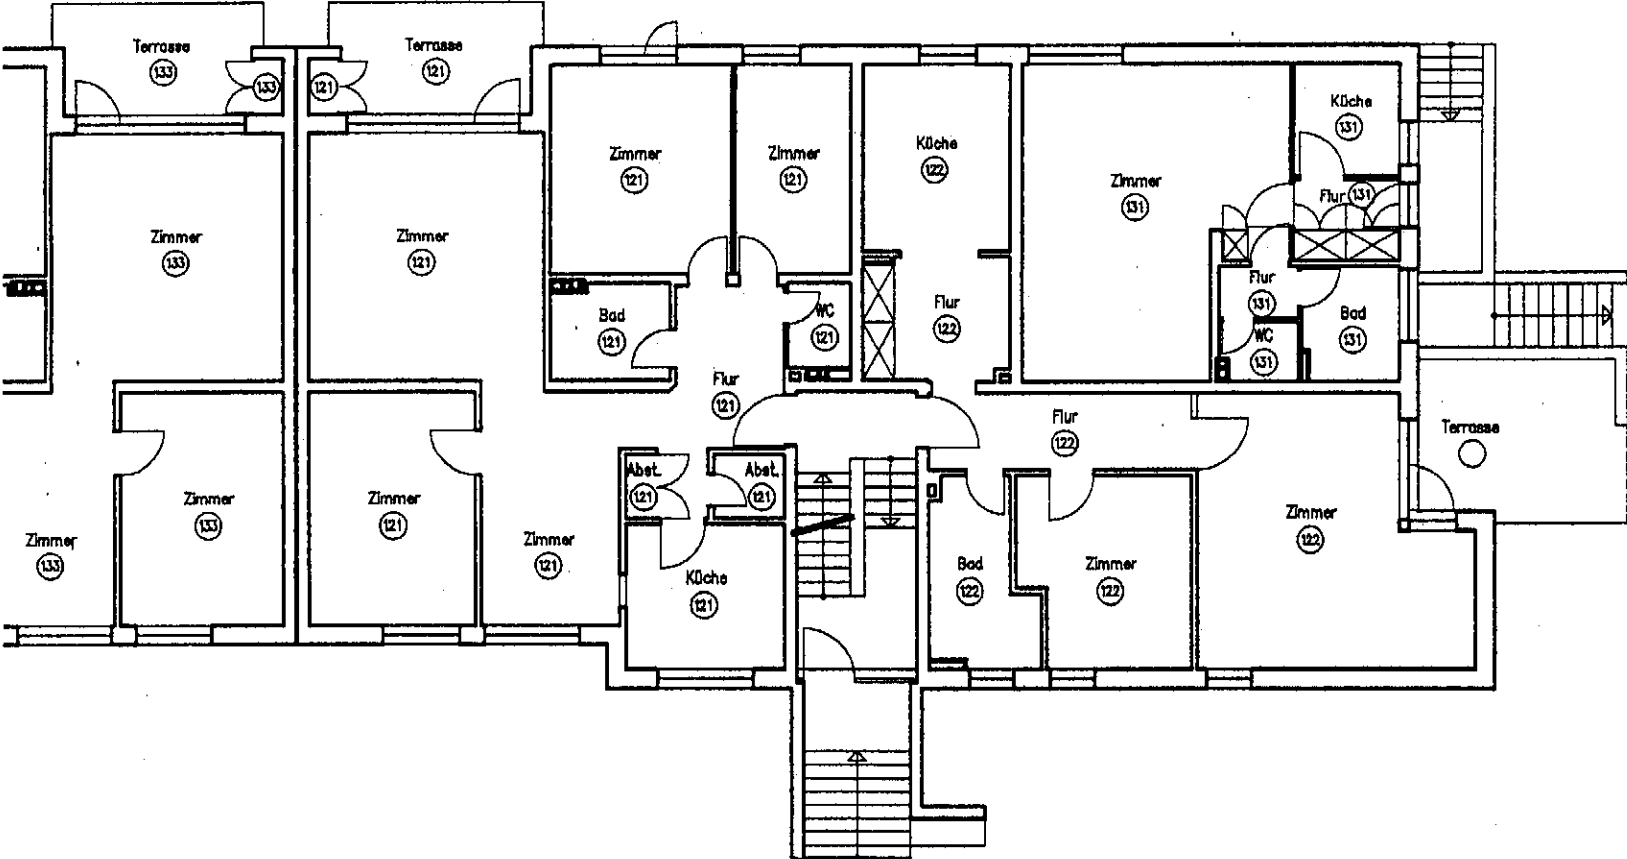 Terrasse
133
133
121
Terrasse
121
Küche
131
Zimmer
121
Zimmer
121
Küche
122
Zimmer
131
Flur 131
Zimmer
133
Zimmer
121
Bad
121
WC
121
Flur
122
Flur
131
Bad
131
WC
131
Flur
121
Flur
122
Terrasse
Abst.
121
Abst.
121
Zimmer
133
Zimmer
121
Zimmer
133
Zimmer
121
Küche
121
Bad
122
Zimmer
122
Zimmer
122